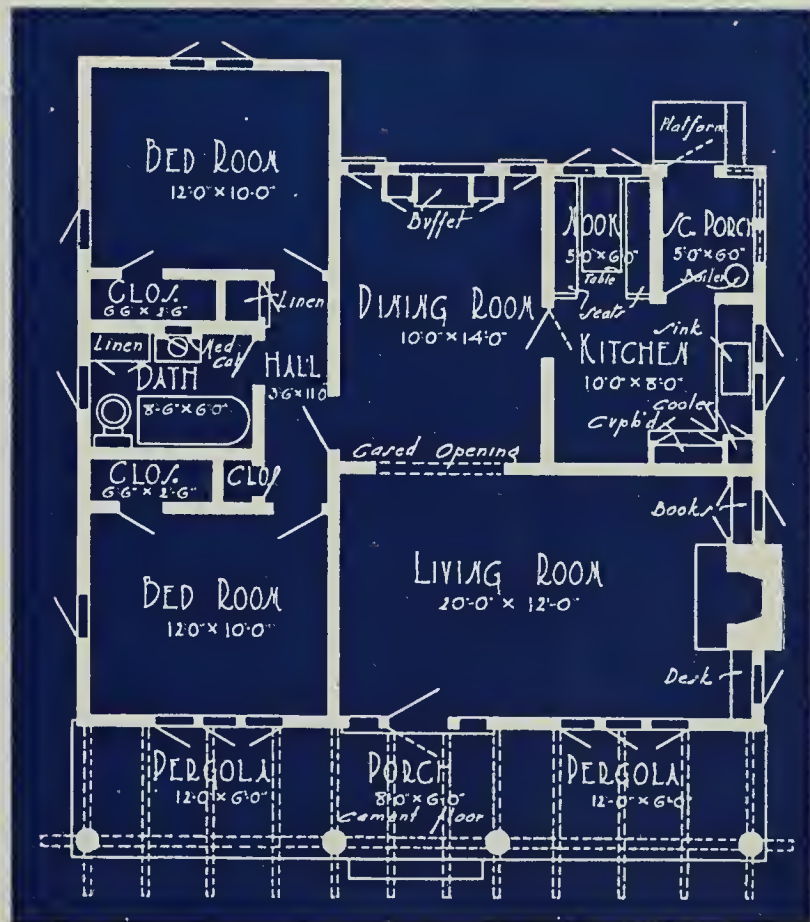 BED ROOM
12'-0" × 10'-0"
Platform
Buffet
NOOK
5'-0" × 6'-0"
Table
Seats
SC. PORCH
5'-0" × 6'-0"
Boiler
CLOS.
6'-6" × 2'-6"
Linen
DINING ROOM
10'-0" × 14'-0"
Sink
KITCHEN
10'-0" × 8'-0"
Linen
Med.
Cab
HALL
3'-6" × 11'-0"
BATH
8'-6" × 6'-0"
Cooler
Cupb'd
Cased Opening
CLOS.
6'-6" × 2'-6"
CLOS
Books
LIVING ROOM
20'-0" × 12'-0"
BED ROOM
12'-0" × 10'-0"
Desk
PERGOLA
12'-0" × 6'-0"
PORCH
8'-0" × 6'-0"
Cement floor
PERGOLA
12'-0" × 6'-0"